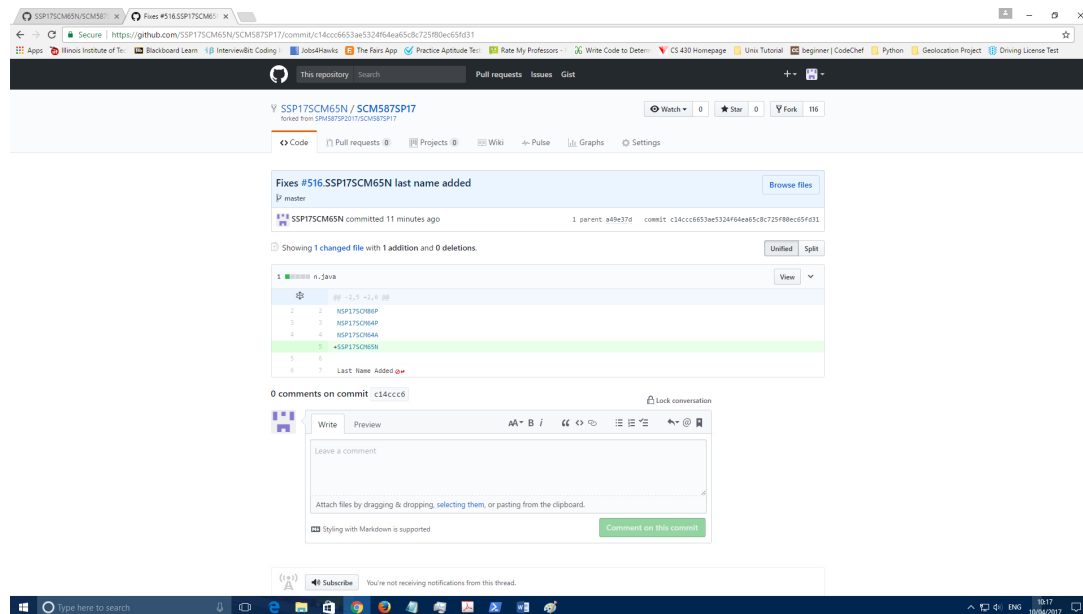 SSP17SCM65N/SCM587 × Fixes #516.SSP17SCM65 ×
Secure | https://github.com/SSP17SCM65N/SCM587SP17/commit/c14ccc6653ae5324f64ea65c8c725f80ec65fd31
Apps Illinois Institute of Tec Blackboard Learn InterviewBit Coding Jobs4Hawks The Fairs App Practice Aptitude Tes Rate My Professors - Write Code to Determ CS 430 Homepage Unix Tutorial beginner | CodeChef Python Geolocation Project Driving License Test
This repository Search Pull requests Issues Gist
SSP17SCM65N / SCM587SP17 Watch 0 Star 0 Fork 116
forked from SPM587SP2017/SCM587SP17
Code Pull requests 0 Projects 0 Wiki Pulse Graphs Settings
Fixes #516.SSP17SCM65N last name added Browse files
master
SSP17SCM65N committed 11 minutes ago 1 parent a49e37d commit c14ccc6653ae5324f64ea65c8c725f80ec65fd31
Showing 1 changed file with 1 addition and 0 deletions. Unified Split
1 n.java View
@@ -2,5 +2,6 @@
2 2 NSP17SCM86P
3 3 NSP17SCM64P
4 4 NSP17SCM64A
5 +SSP17SCM65N
5 6
6 7 Last Name Added
0 comments on commit c14ccc6 Lock conversation
Write Preview AA B i
Leave a comment
Attach files by dragging & dropping, selecting them, or pasting from the clipboard.
Styling with Markdown is supported Comment on this commit
Subscribe You're not receiving notifications from this thread.
Type here to search ENG 10:17
10/04/2017